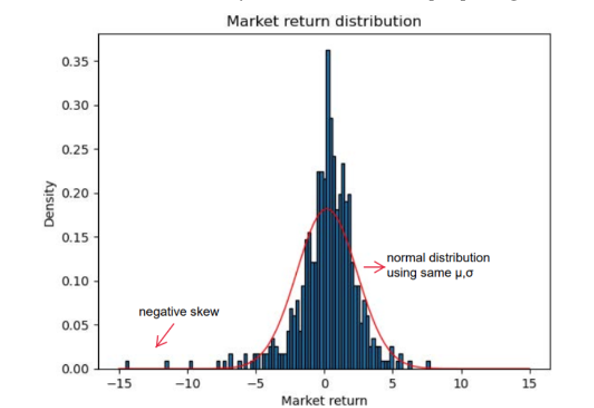 Market return distribution
0.35
0.30
0.25
0.20
0.15
0.10
0.05
0.00
Density
normal distribution
using same μ,σ
negative skew
−15
−10
−5
0
5
10
15
Market return